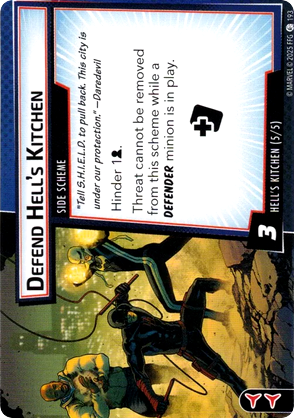 DEFEND HELL'S KITCHEN
SIDE SCHEME
"Tell S.H.I.E.L.D. to pull back. This city is
under our protection." –Daredevil
Hinder 1
Threat cannot be removed
from this scheme while a
DEFENDER minion is in play.
3
HELL'S KITCHEN (5/5)
© MARVEL © 2025 FFG 193